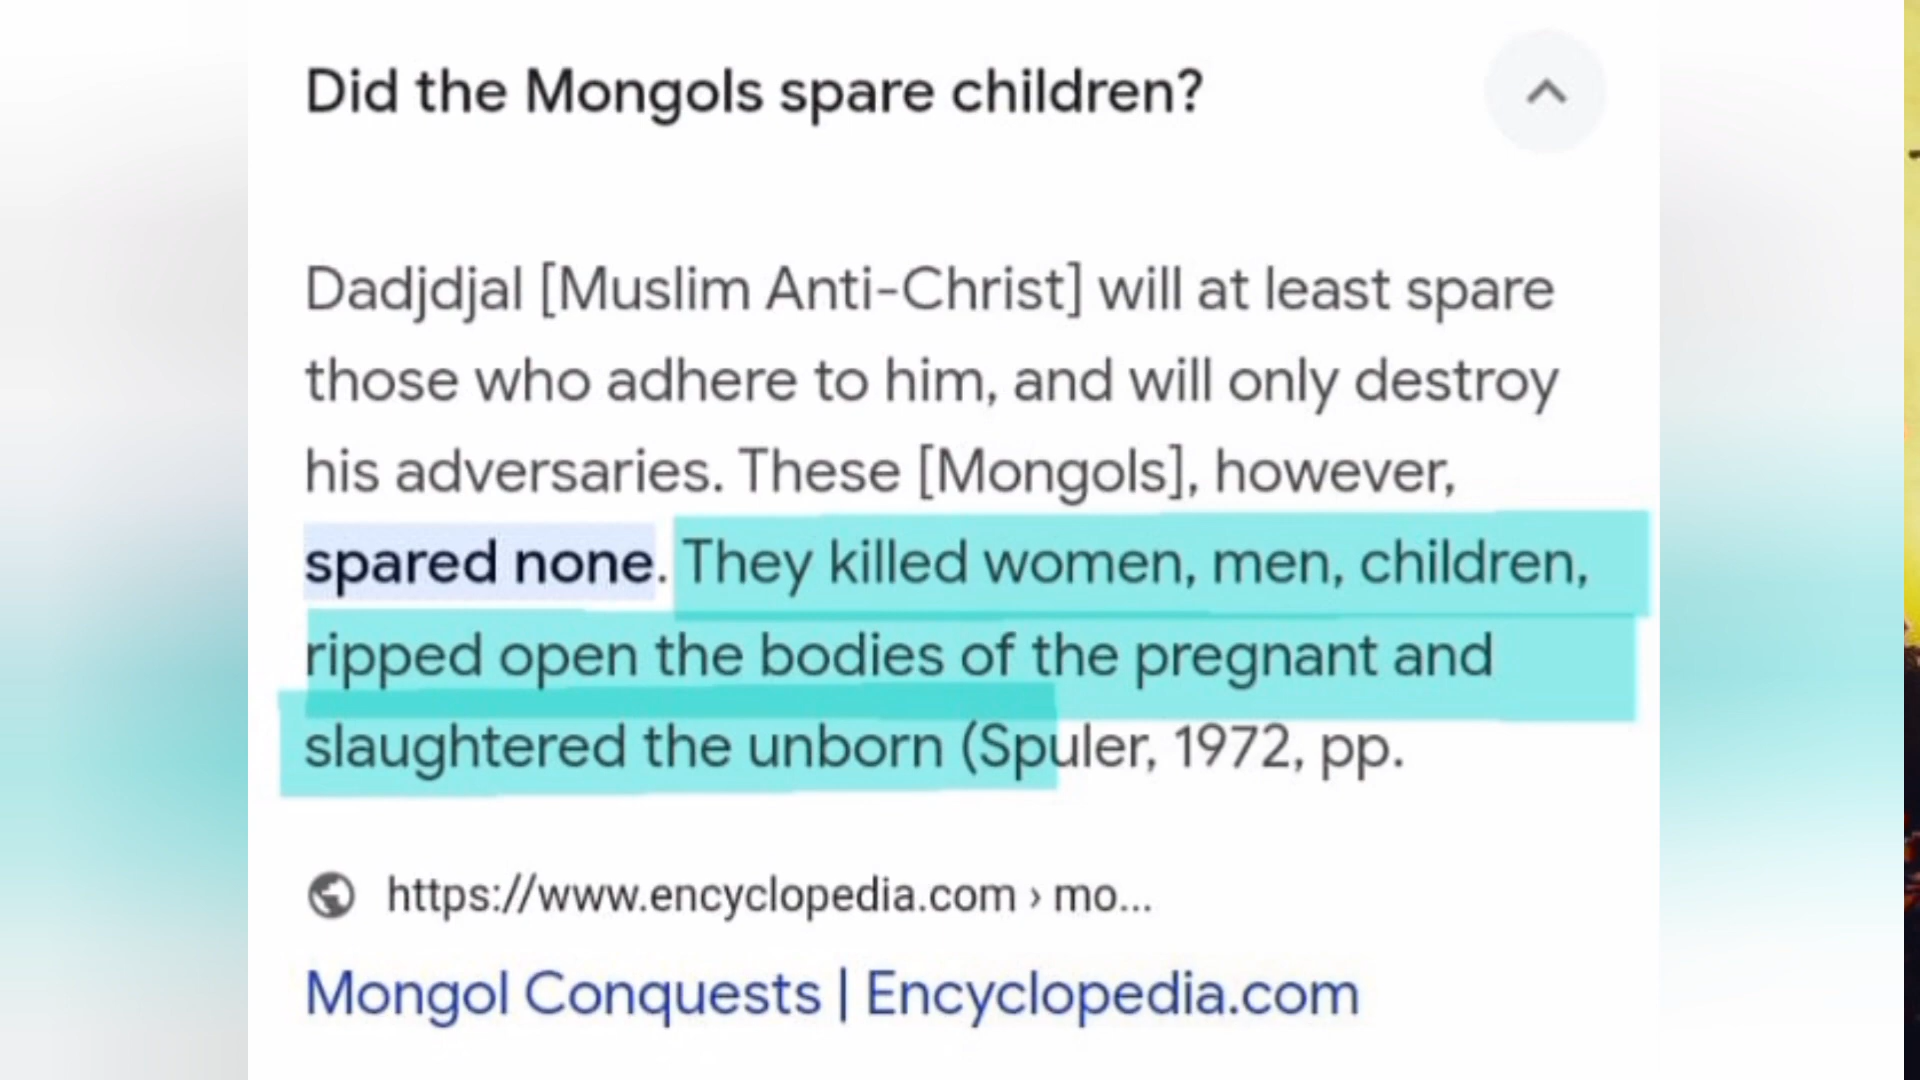 Did the Mongols spare children?
Dadjdjal [Muslim Anti-Christ] will at least spare
those who adhere to him, and will only destroy
his adversaries. These [Mongols], however,
spared none. They killed women, men, children,
ripped open the bodies of the pregnant and
slaughtered the unborn (Spuler, 1972, pp.
https://www.encyclopedia.com › mo...
Mongol Conquests | Encyclopedia.com